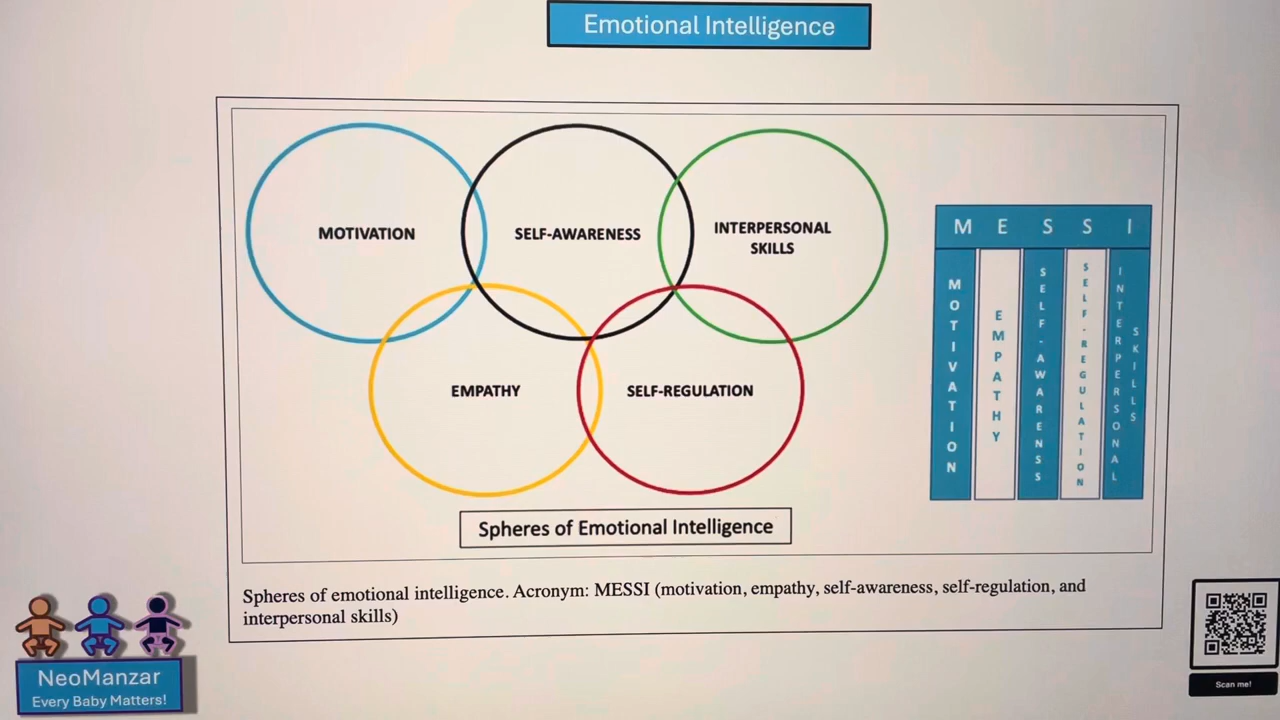 Emotional Intelligence
MOTIVATION
SELF-AWARENESS
INTERPERSONAL
SKILLS
EMPATHY
SELF-REGULATION
Spheres of Emotional Intelligence
M E S S I
MOTIVATION
EMPATHY
SELF-AWARENSS
SELF-REGULATION
INTERPERSONAL
SKILLS
Spheres of emotional intelligence. Acronym: MESSI (motivation, empathy, self-awareness, self-regulation, and
interpersonal skills)
NeoManzar
Every Baby Matters!
Scan me!